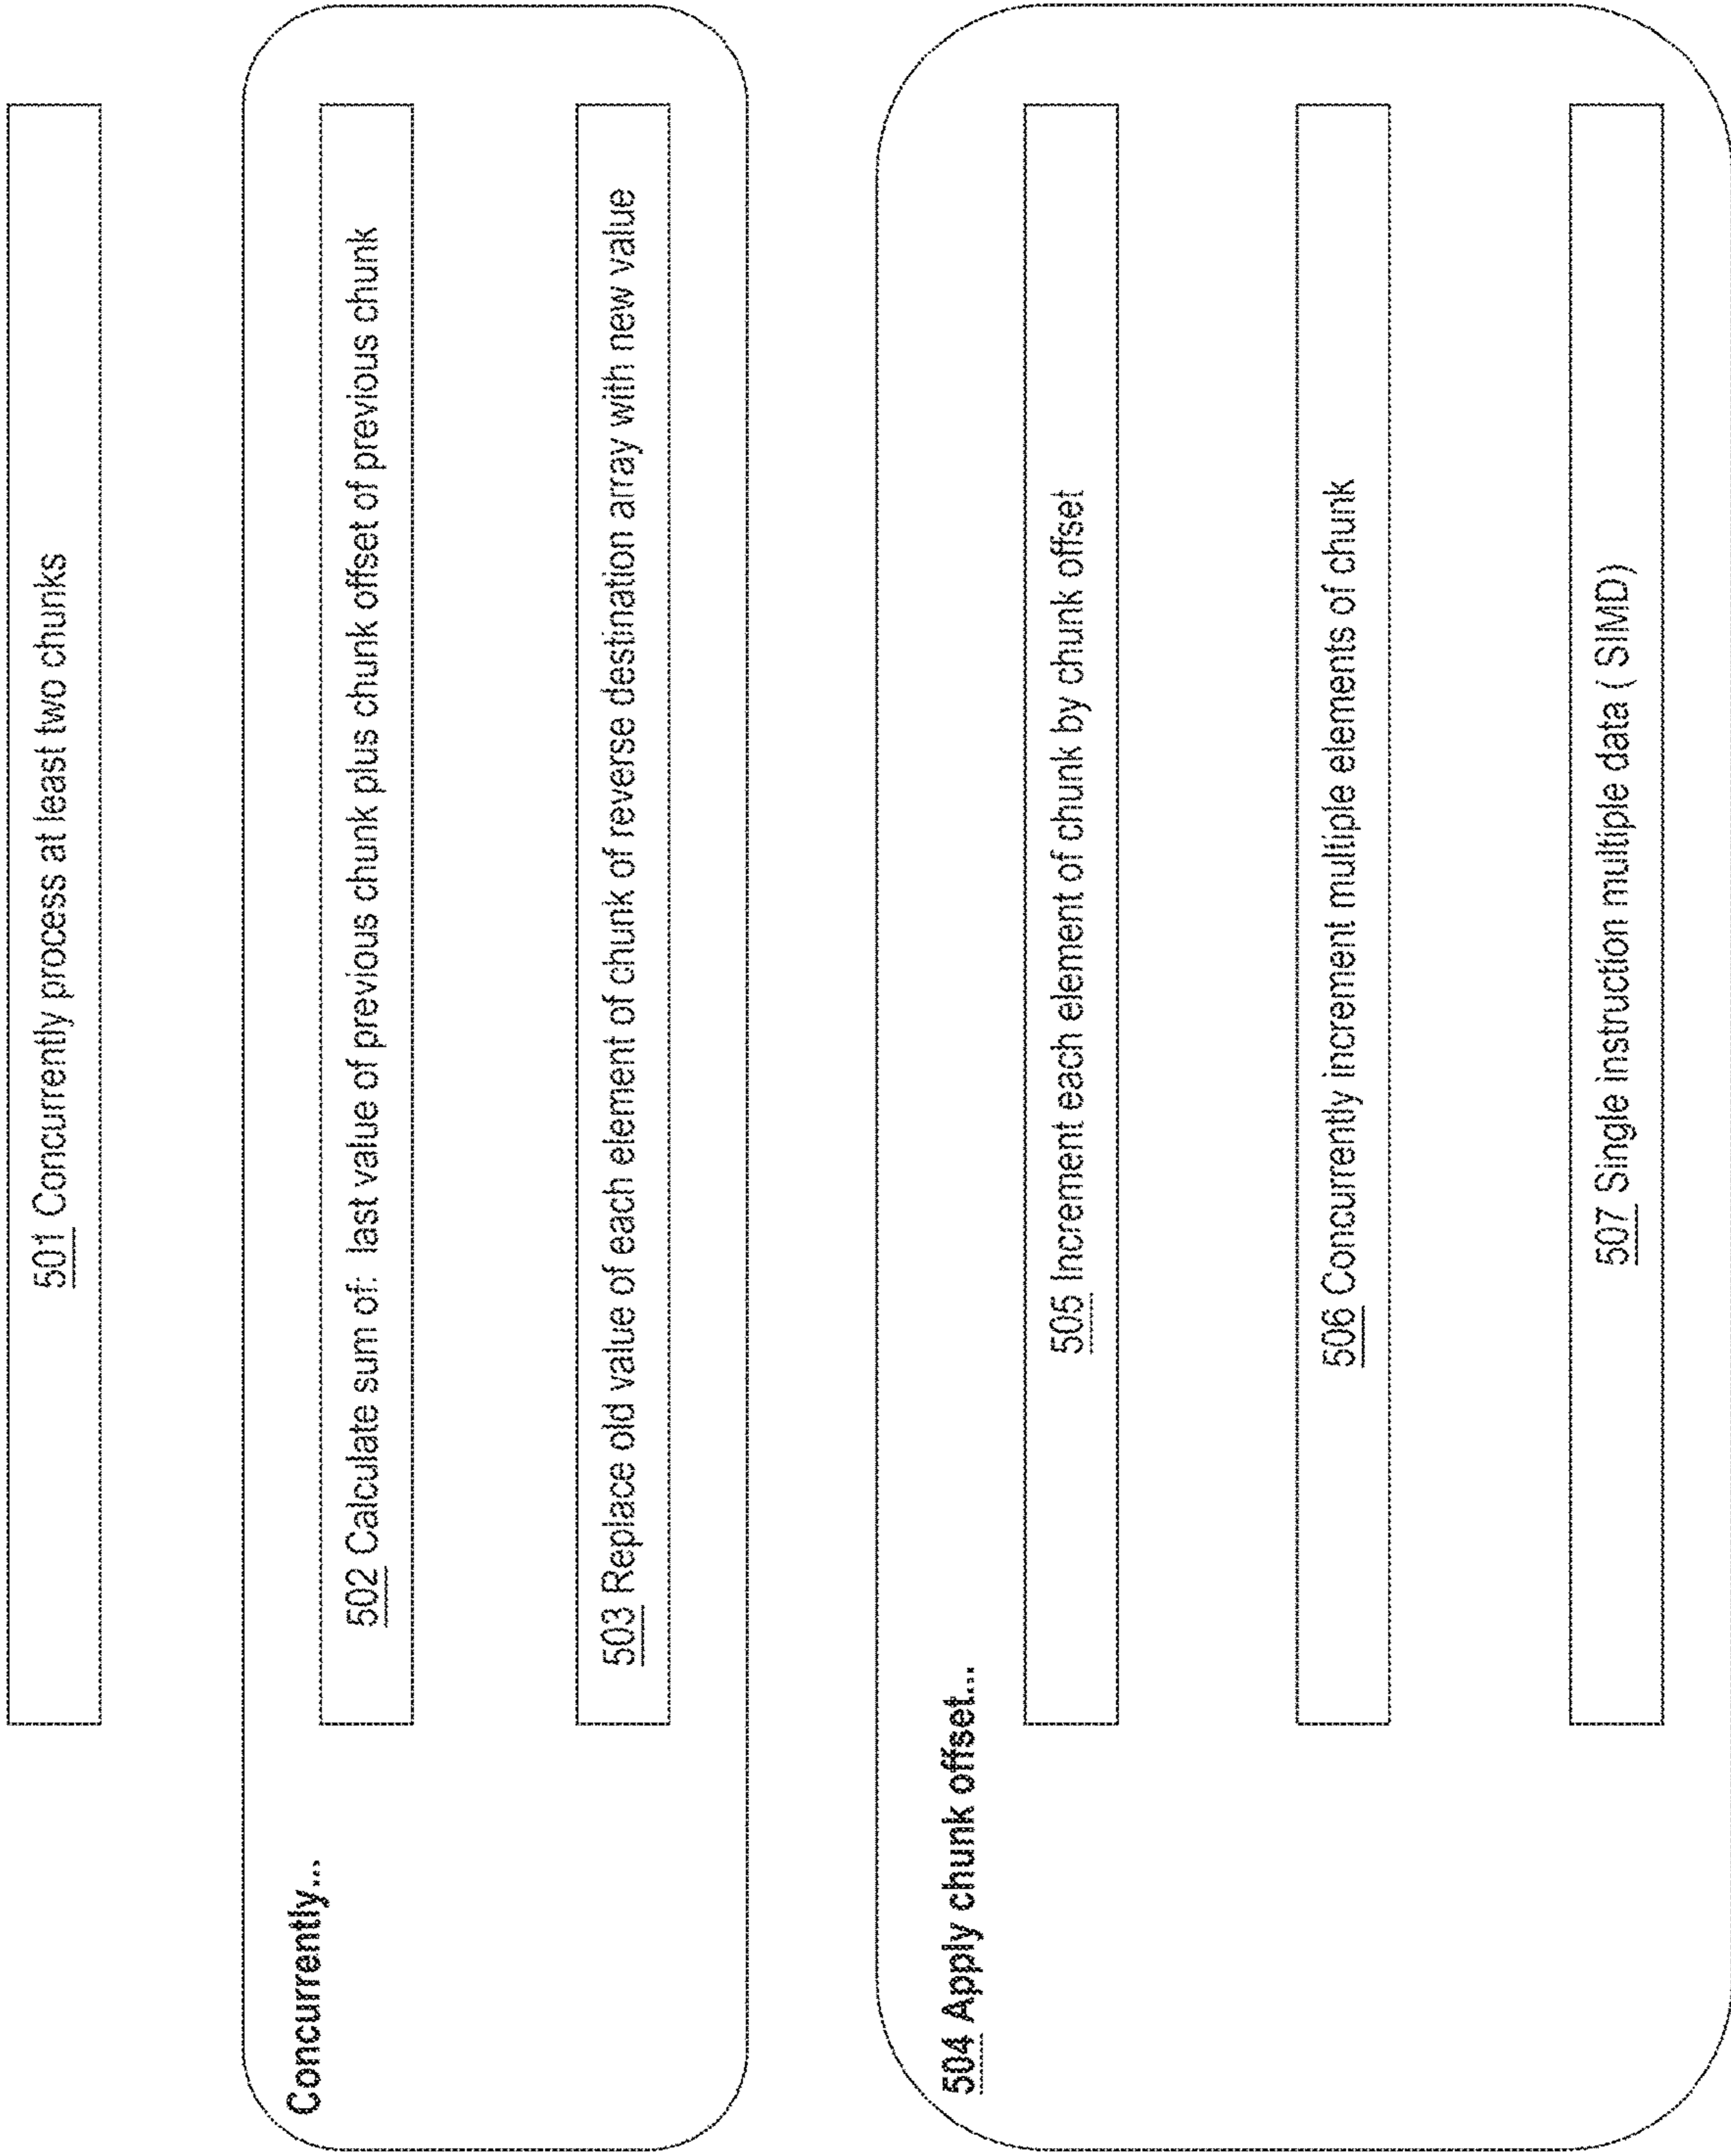 501 Concurrently process at least two chunks
Concurrently...
502 Calculate sum of: last value of previous chunk plus chunk offset of previous chunk
503 Replace old value of each element of chunk of reverse destination array with new value
504 Apply chunk offset...
505 Increment each element of chunk by chunk offset
506 Concurrently increment multiple elements of chunk
507 Single instruction multiple data ( SIMD)